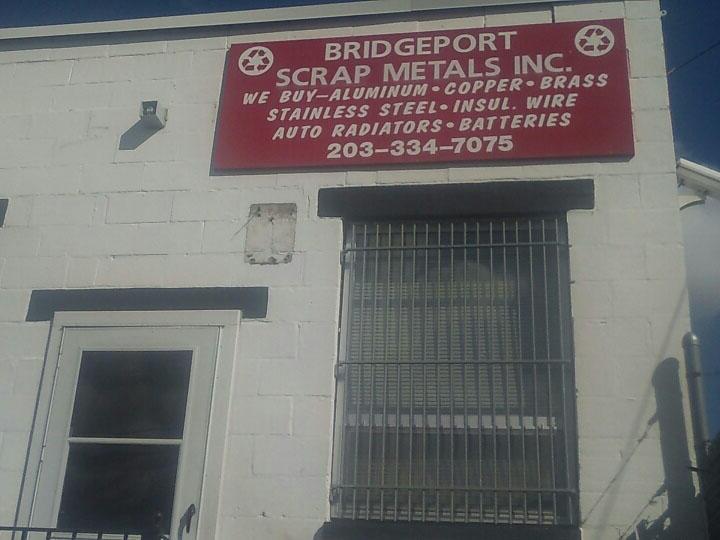 BRIDGEPORT
SCRAP METALS INC.
WE BUY-ALUMINUM • COPPER • BRASS
STAINLESS STEEL • INSUL. WIRE
AUTO RADIATORS • BATTERIES
203-334-7075